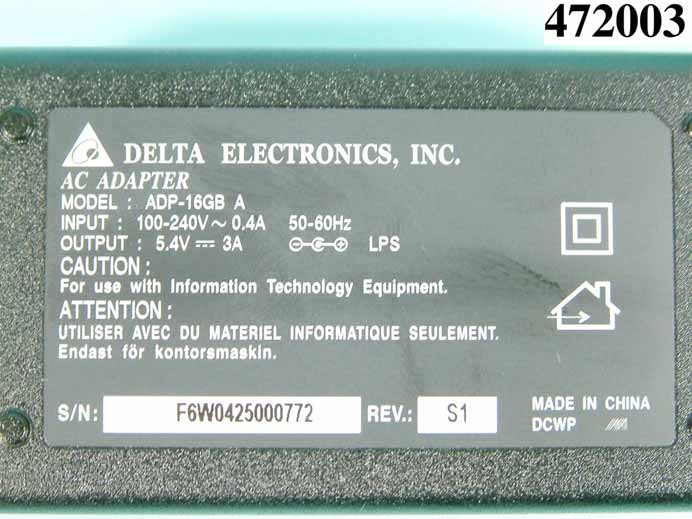 472003
DELTA ELECTRONICS, INC.
AC ADAPTER
MODEL : ADP-16GB A
INPUT : 100-240V~0.4A 50-60Hz
OUTPUT : 5.4V⎓ 3A LPS
CAUTION :
For use with Information Technology Equipment.
ATTENTION :
UTILISER AVEC DU MATERIEL INFORMATIQUE SEULEMENT.
Endast för kontorsmaskin.
S/N: F6W0425000772 REV.: S1
MADE IN CHINA
DCWP